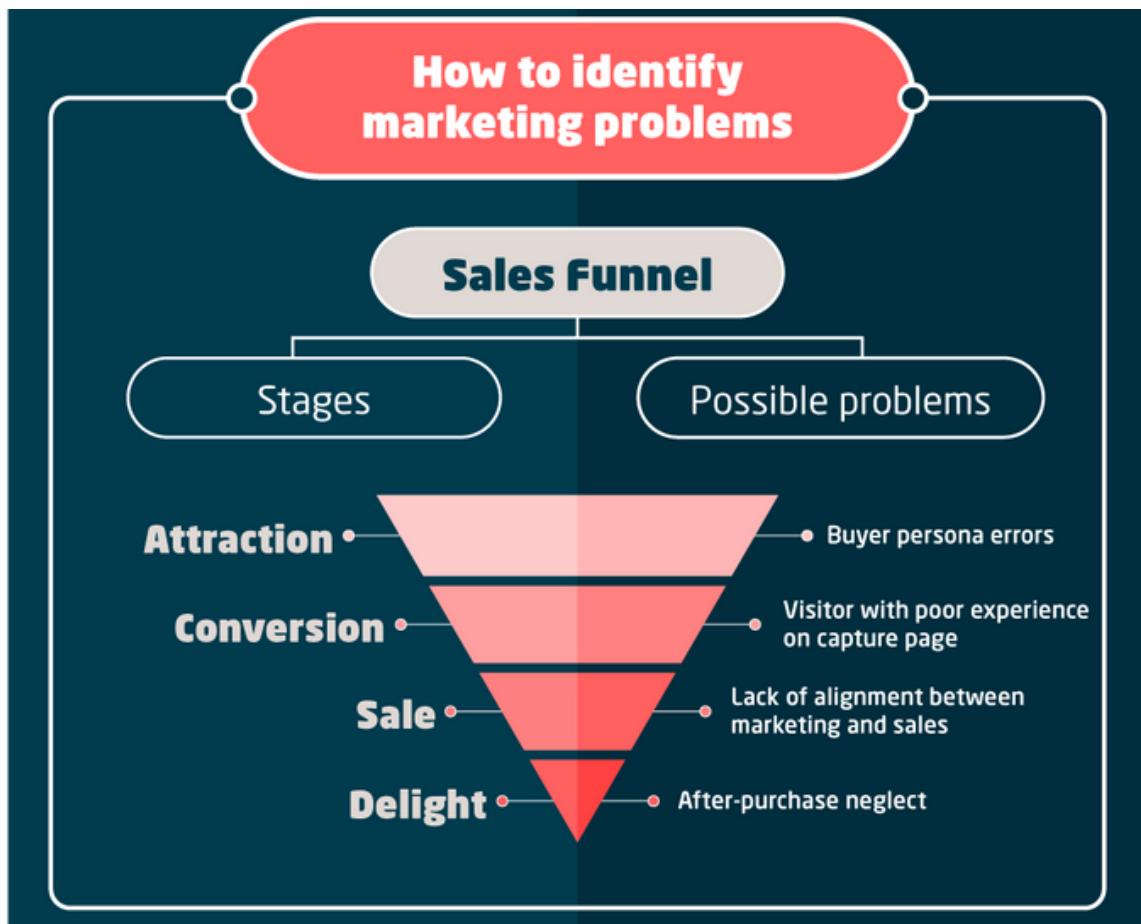 How to identify
marketing problems
Sales Funnel
Stages
Possible problems
Attraction
Buyer persona errors
Conversion
Visitor with poor experience
on capture page
Sale
Lack of alignment between
marketing and sales
Delight
After-purchase neglect